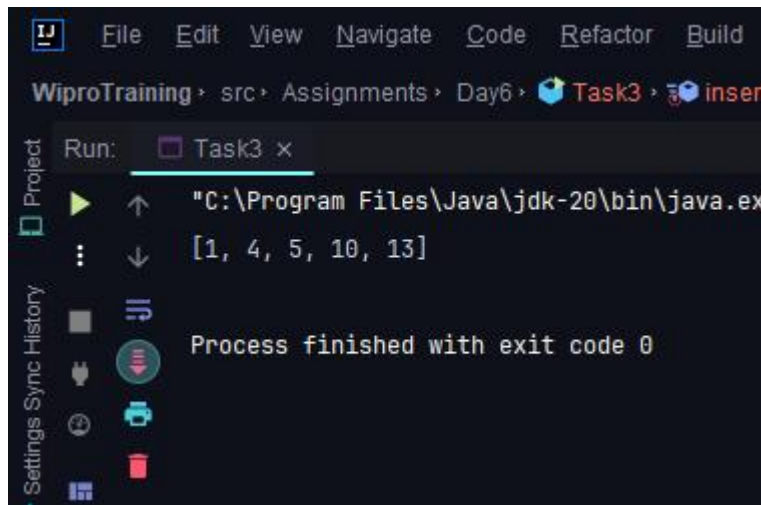 IJ File Edit View Navigate Code Refactor Build
WiproTraining › src › Assignments › Day6 › Task3 › inser
Project
Run: Task3 ×
"C:\Program Files\Java\jdk-20\bin\java.ex
[1, 4, 5, 10, 13]
Process finished with exit code 0
Settings Sync History